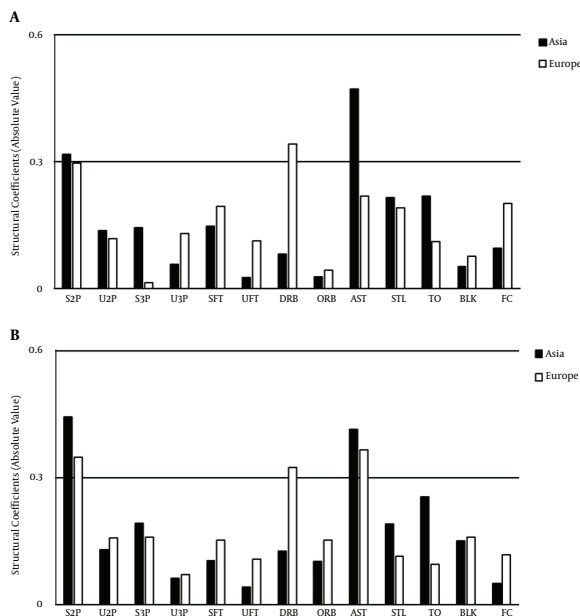 A
0.6
Asia
Europe
Structural Coefficients (Absolute Value)
0.3
0
S2P U2P S3P U3P SFT UFT DRB ORB AST STL TO BLK FC
B
0.6
Asia
Europe
Structural Coefficients (Absolute Value)
0.3
0
S2P U2P S3P U3P SFT UFT DRB ORB AST STL TO BLK FC